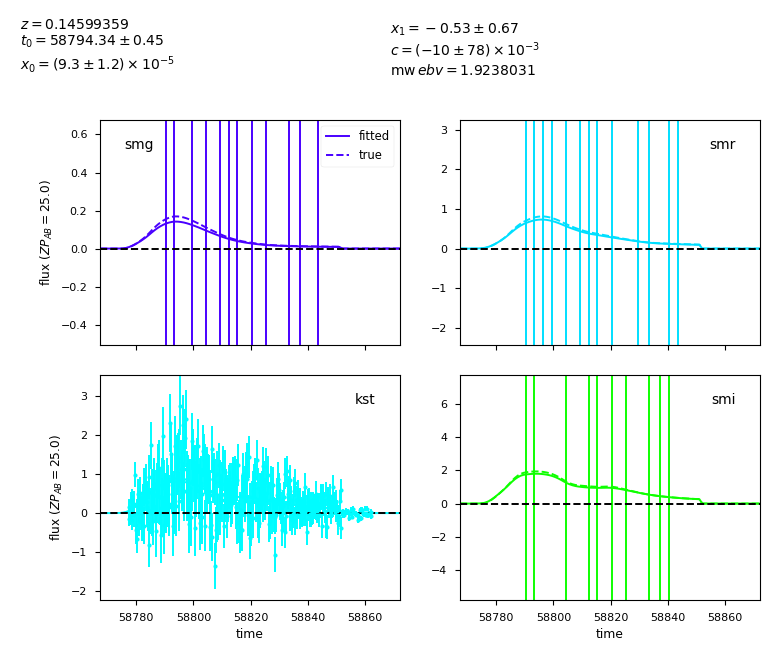 z = 0.14599359
t₀ = 58794.34 ± 0.45
x₀ = (9.3 ± 1.2) × 10⁻⁵
x₁ = −0.53 ± 0.67
c = (−10 ± 78) × 10⁻³
mw ebv = 1.9238031
smg
fitted
true
0.6
0.4
0.2
0.0
−0.2
−0.4
flux (ZP_AB = 25.0)
smr
3
2
1
0
−1
−2
kst
3
2
1
0
−1
−2
flux (ZP_AB = 25.0)
58780 58800 58820 58840 58860
time
smi
6
4
2
0
−2
−4
58780 58800 58820 58840 58860
time